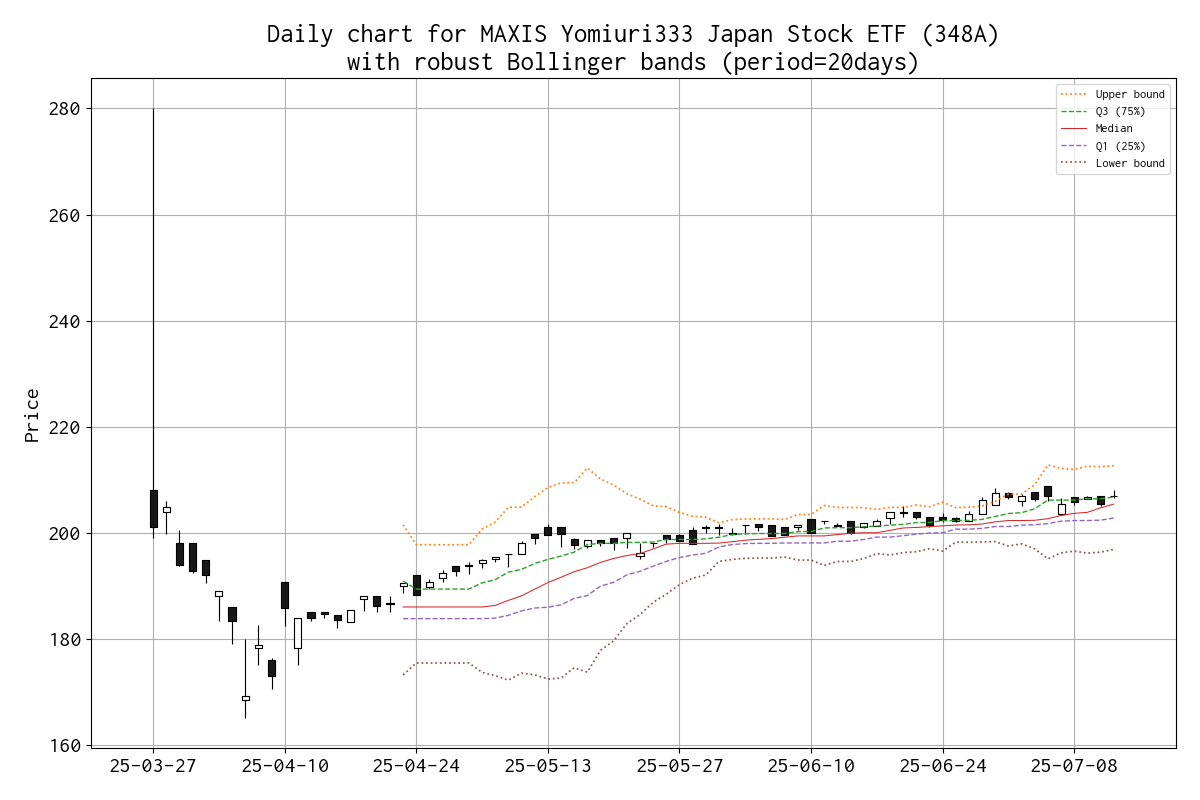 Daily chart for MAXIS Yomiuri333 Japan Stock ETF (348A)
with robust Bollinger bands (period=20days)
Upper bound
Q3 (75%)
Median
Q1 (25%)
Lower bound
Price
280
260
240
220
200
180
160
25-03-27
25-04-10
25-04-24
25-05-13
25-05-27
25-06-10
25-06-24
25-07-08